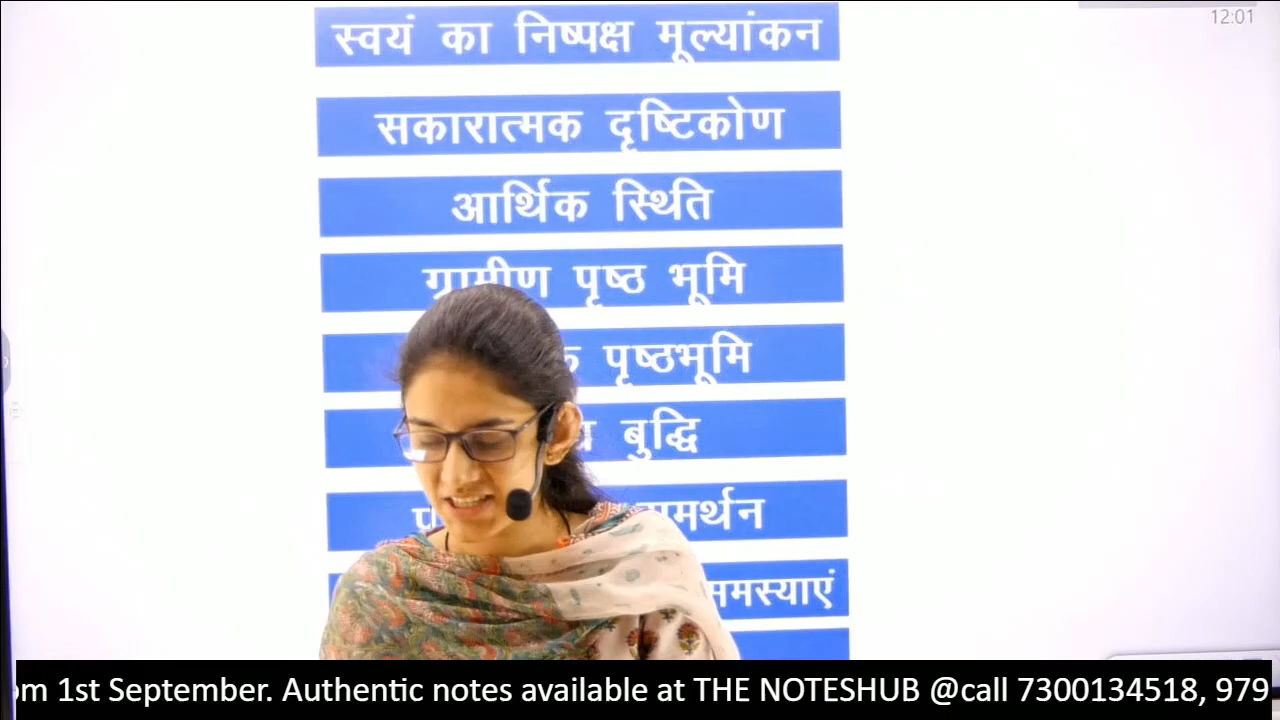 12:01
स्वयं का निष्पक्ष मूल्यांकन
सकारात्मक दृष्टिकोण
आर्थिक स्थिति
ग्रामीण पृष्ठ भूमि
पृष्ठभूमि
बुद्धि
समर्थन
समस्याएं
1st September. Authentic notes available at THE NOTESHUB @call 7300134518, 979